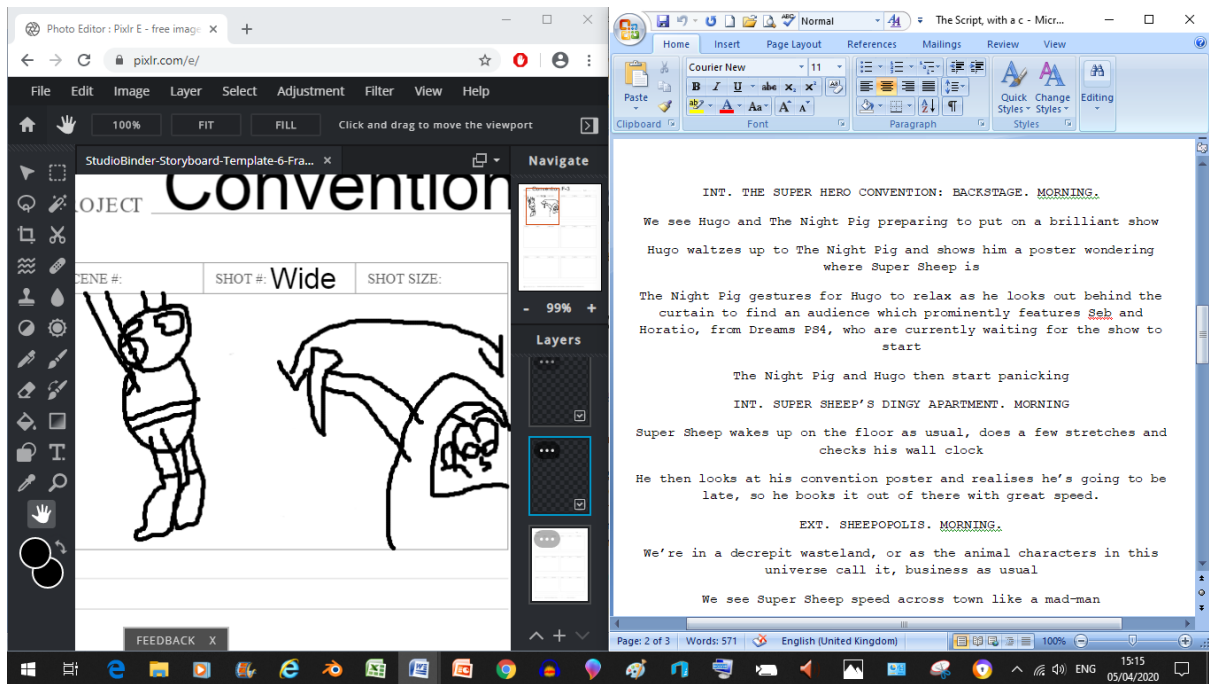 Photo Editor : Pixlr E - free image
pixlr.com/e/
File Edit Image Layer Select Adjustment Filter View Help
100% FIT FILL Click and drag to move the viewport
StudioBinder-Storyboard-Template-6-Fra...
Navigate
OJECT Convention
CENE #: SHOT #: Wide SHOT SIZE:
- 99% +
Layers
FEEDBACK X
Normal
The Script, with a c - Micr...
Home Insert Page Layout References Mailings Review View
Courier New 11
Paste
Quick Styles
Change Styles
Editing
Clipboard Font Paragraph Styles
INT. THE SUPER HERO CONVENTION: BACKSTAGE. MORNING.
We see Hugo and The Night Pig preparing to put on a brilliant show
Hugo waltzes up to The Night Pig and shows him a poster wondering
where Super Sheep is
The Night Pig gestures for Hugo to relax as he looks out behind the
curtain to find an audience which prominently features Seb and
Horatio, from Dreams PS4, who are currently waiting for the show to
start
The Night Pig and Hugo then start panicking
INT. SUPER SHEEP'S DINGY APARTMENT. MORNING
Super Sheep wakes up on the floor as usual, does a few stretches and
checks his wall clock
He then looks at his convention poster and realises he's going to be
late, so he books it out of there with great speed.
EXT. SHEEPOPOLIS. MORNING.
We're in a decrepit wasteland, or as the animal characters in this
universe call it, business as usual
We see Super Sheep speed across town like a mad-man
Page: 2 of 3 Words: 571 English (United Kingdom) 100%
ENG
15:15
05/04/2020